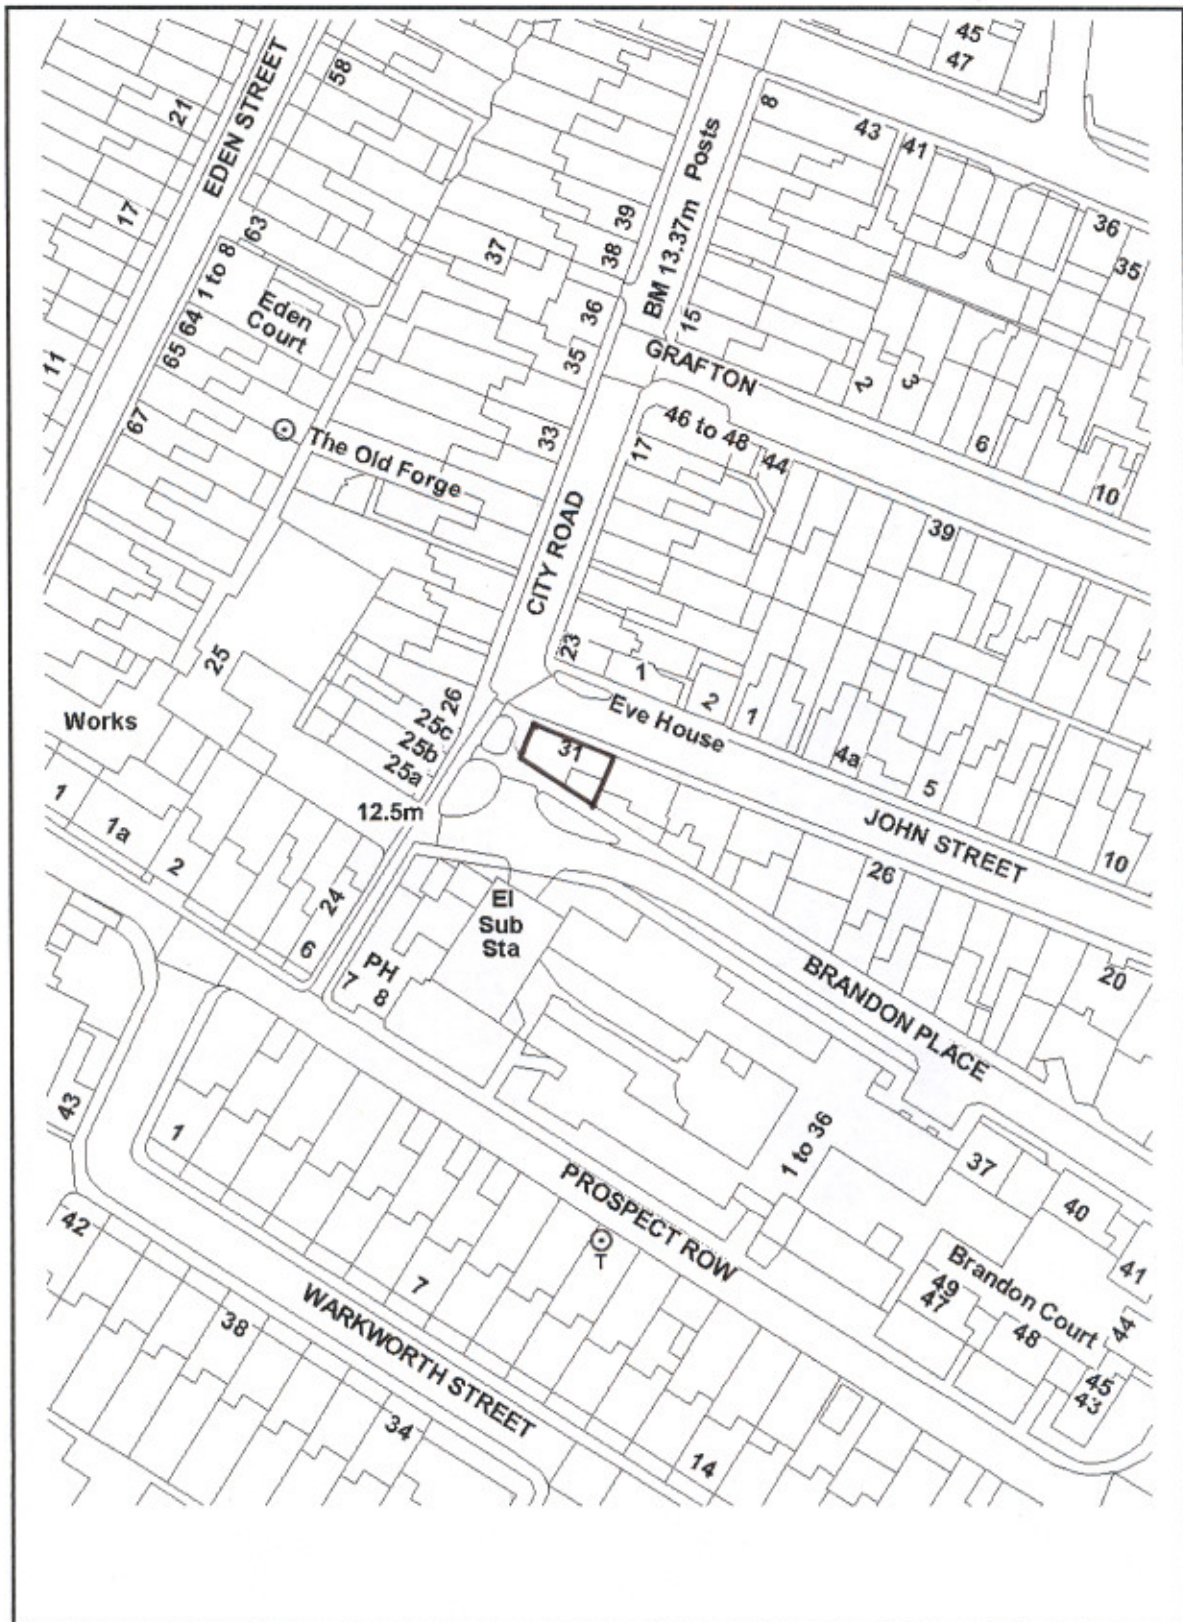 45
47
EDEN STREET
58
21
8
43
41
Posts
17
63
39
37
38
36
35
BM 13.37m
1 to 8
Eden
Court
64
65
36
15
35
GRAFTON
2
3
6
10
11
67
The Old Forge
33
46 to 48
17
44
39
CITY ROAD
23
1
2
1
Eve House
4a
5
10
JOHN STREET
25
26
25c
25b
25a
31
Works
12.5m
1
1a
2
24
6
26
20
El
Sub
Sta
PH
7
8
BRANDON PLACE
43
1
1 to 36
37
40
41
PROSPECT ROW
T
42
7
38
WARKWORTH STREET
34
14
Brandon Court
49
47
48
44
45
43